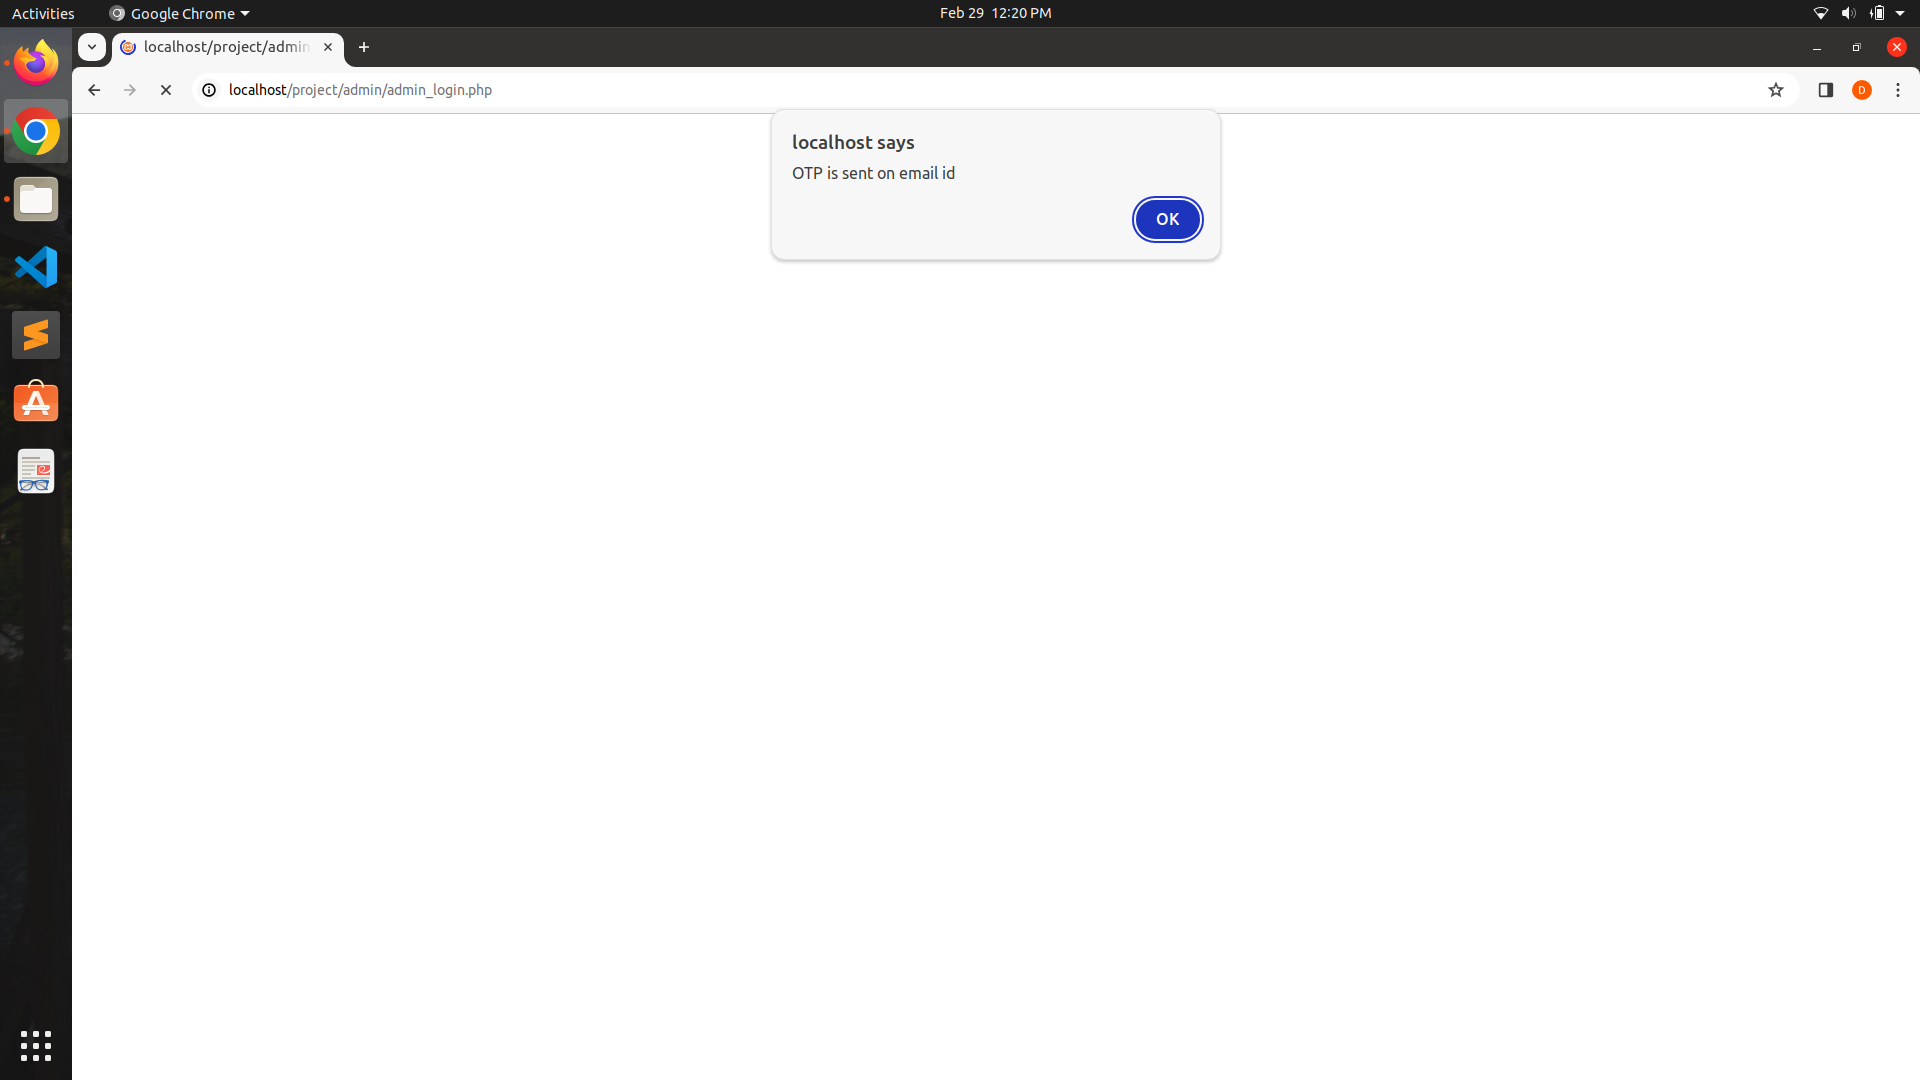 Activities
Google Chrome
Feb 29 12:20 PM
localhost/project/admin
localhost/project/admin/admin_login.php
D
localhost says
OTP is sent on email id
OK